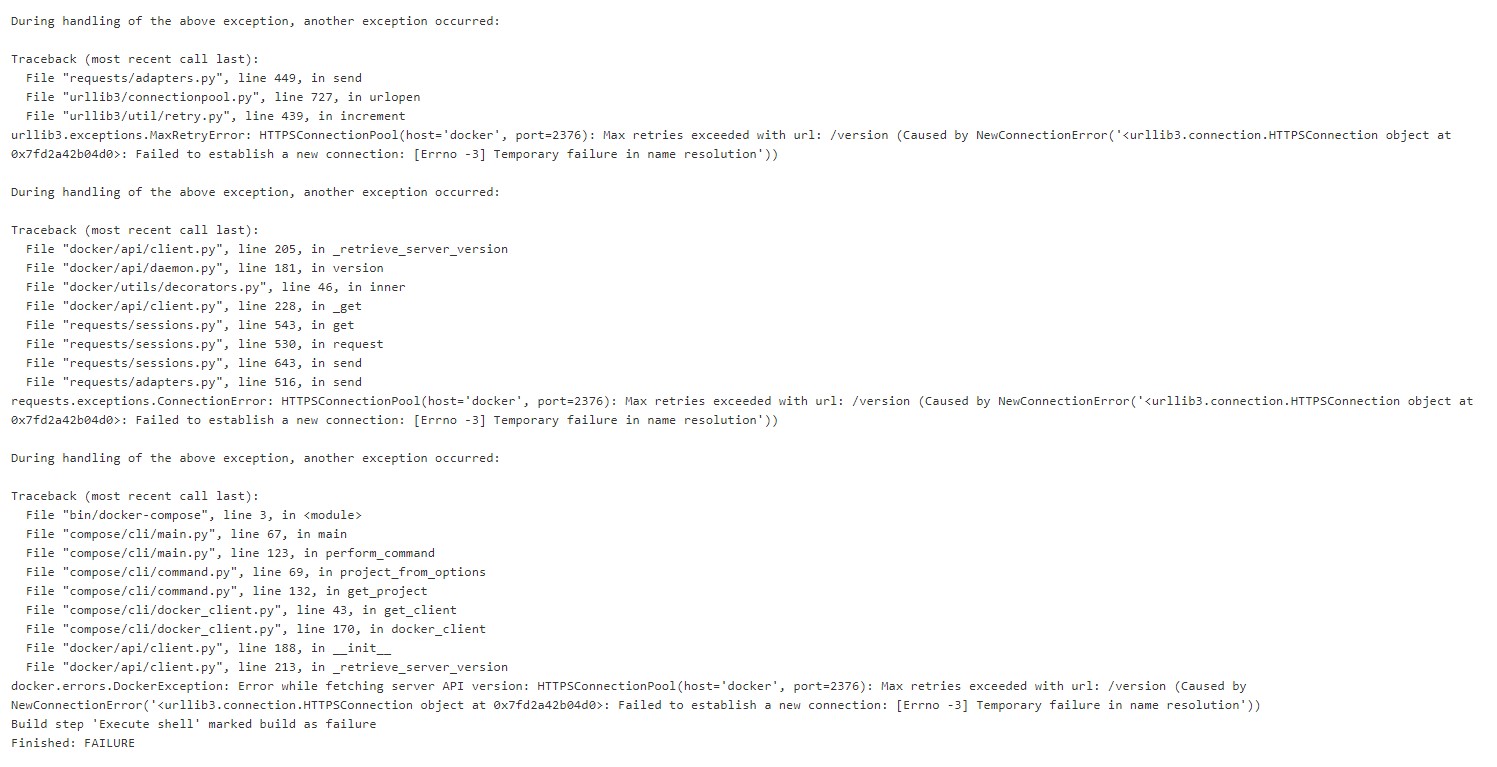 During handling of the above exception, another exception occurred:

Traceback (most recent call last):
  File "requests/adapters.py", line 449, in send
  File "urllib3/connectionpool.py", line 727, in urlopen
  File "urllib3/util/retry.py", line 439, in increment
urllib3.exceptions.MaxRetryError: HTTPSConnectionPool(host='docker', port=2376): Max retries exceeded with url: /version (Caused by NewConnectionError('<urllib3.connection.HTTPSConnection object at
0x7fd2a42b04d0>: Failed to establish a new connection: [Errno -3] Temporary failure in name resolution'))

During handling of the above exception, another exception occurred:

Traceback (most recent call last):
  File "docker/api/client.py", line 205, in _retrieve_server_version
  File "docker/api/daemon.py", line 181, in version
  File "docker/utils/decorators.py", line 46, in inner
  File "docker/api/client.py", line 228, in _get
  File "requests/sessions.py", line 543, in get
  File "requests/sessions.py", line 530, in request
  File "requests/sessions.py", line 643, in send
  File "requests/adapters.py", line 516, in send
requests.exceptions.ConnectionError: HTTPSConnectionPool(host='docker', port=2376): Max retries exceeded with url: /version (Caused by NewConnectionError('<urllib3.connection.HTTPSConnection object at
0x7fd2a42b04d0>: Failed to establish a new connection: [Errno -3] Temporary failure in name resolution'))

During handling of the above exception, another exception occurred:

Traceback (most recent call last):
  File "bin/docker-compose", line 3, in <module>
  File "compose/cli/main.py", line 67, in main
  File "compose/cli/main.py", line 123, in perform_command
  File "compose/cli/command.py", line 69, in project_from_options
  File "compose/cli/command.py", line 132, in get_project
  File "compose/cli/docker_client.py", line 43, in get_client
  File "compose/cli/docker_client.py", line 170, in docker_client
  File "docker/api/client.py", line 188, in __init__
  File "docker/api/client.py", line 213, in _retrieve_server_version
docker.errors.DockerException: Error while fetching server API version: HTTPSConnectionPool(host='docker', port=2376): Max retries exceeded with url: /version (Caused by
NewConnectionError('<urllib3.connection.HTTPSConnection object at 0x7fd2a42b04d0>: Failed to establish a new connection: [Errno -3] Temporary failure in name resolution'))
Build step 'Execute shell' marked build as failure
Finished: FAILURE